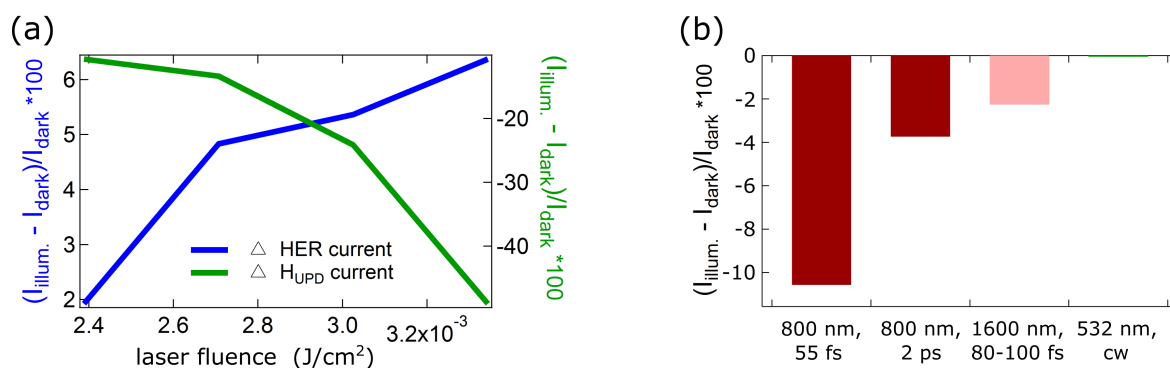 (a)
(I_illum. - I_dark)/I_dark *100
6
5
4
3
2
2.4 2.6 2.8 3.0 3.2x10⁻³
laser fluence (J/cm²)
△ HER current
△ H_UPD current
-20
-30
-40
(I_illum. - I_dark)/I_dark *100
(b)
(I_illum. - I_dark)/I_dark *100
0
-2
-4
-6
-8
-10
800 nm, 800 nm, 1600 nm, 532 nm,
55 fs 2 ps 80-100 fs cw